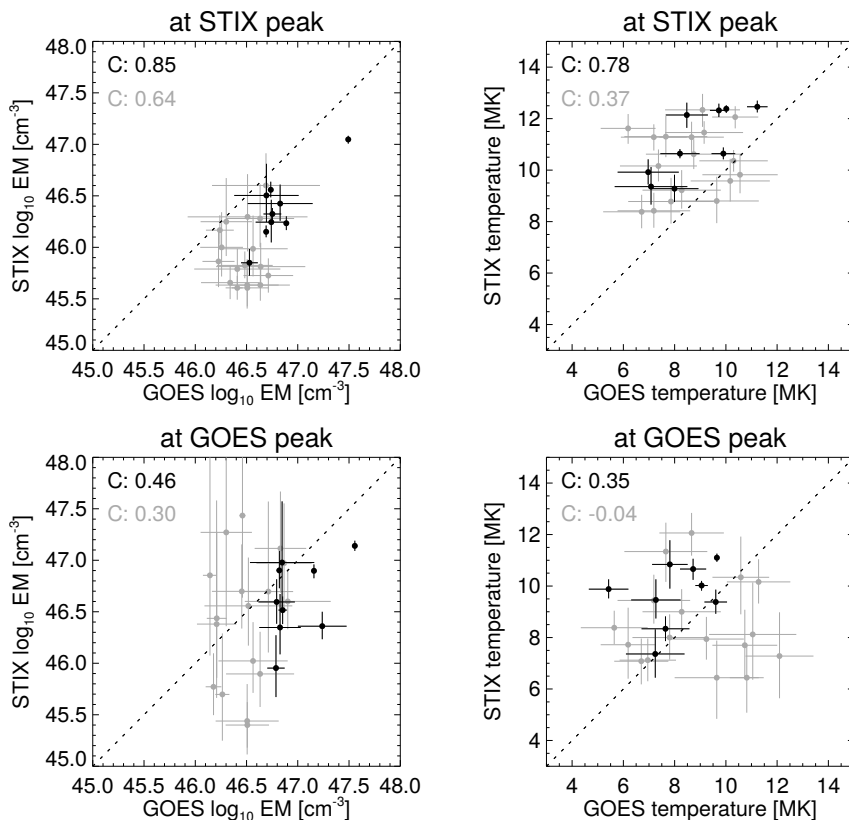 at STIX peak
C: 0.85
C: 0.64
48.0
47.0
46.5
46.0
45.5
45.0
STIX log10 EM [cm-3]
45.0 45.5 46.0 46.5 47.0 47.5 48.0
GOES log10 EM [cm-3]
at STIX peak
C: 0.78
C: 0.37
14
12
10
8
6
4
STIX temperature [MK]
4 6 8 10 12 14
GOES temperature [MK]
at GOES peak
C: 0.46
C: 0.30
48.0
47.5
47.0
46.5
46.0
45.5
45.0
STIX log10 EM [cm-3]
45.0 45.5 46.0 46.5 47.0 47.5 48.0
GOES log10 EM [cm-3]
at GOES peak
C: 0.35
C: -0.04
14
12
10
8
6
4
STIX temperature [MK]
4 6 8 10 12 14
GOES temperature [MK]